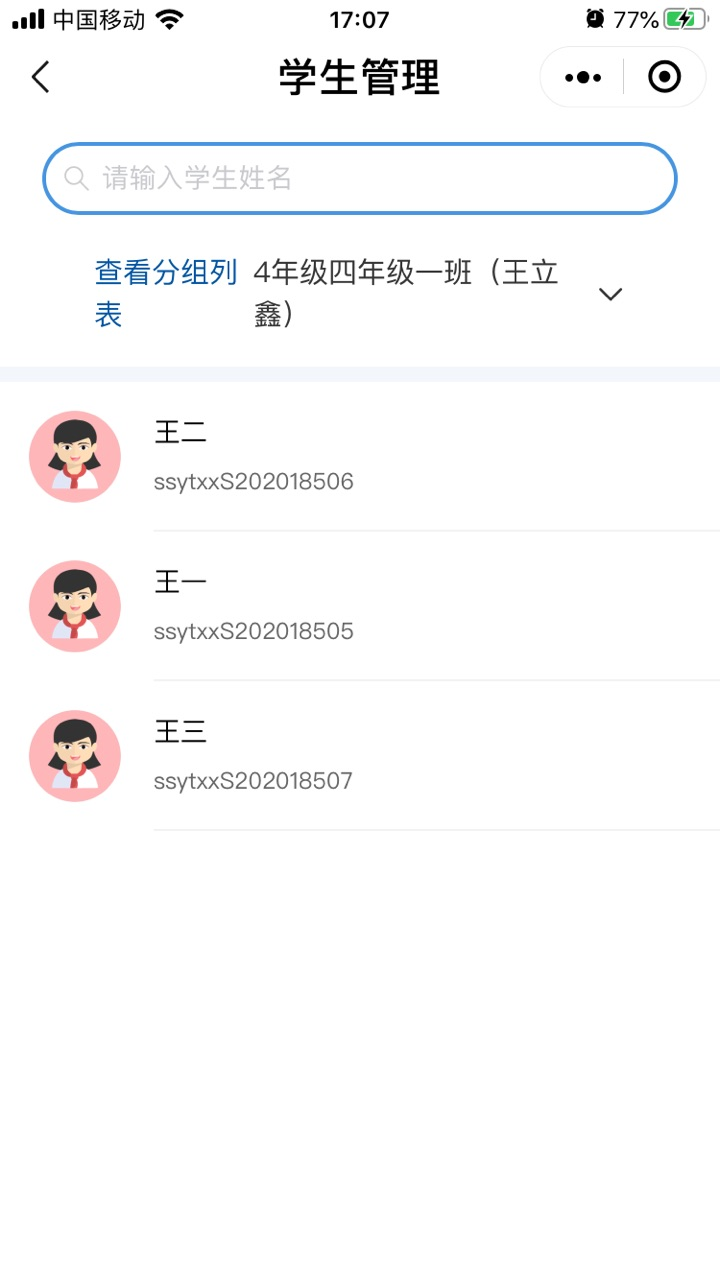 中国移动 17:07 77%
学生管理
请输入学生姓名
查看分组列表
4年级四年级一班（王立鑫）
王二
ssytxxS202018506
王一
ssytxxS202018505
王三
ssytxxS202018507